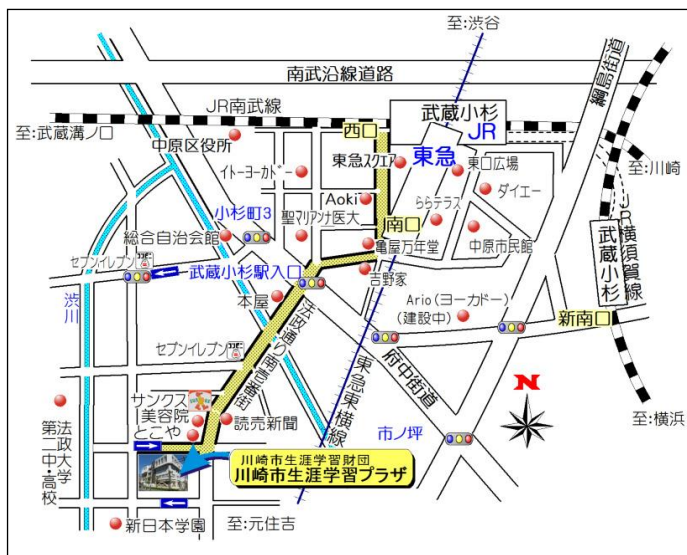 至:渋谷
南武沿線道路
綱島街道
JR南武線
武蔵小杉
JR
西口
至:武蔵溝ノ口
中原区役所
東急スクエア
東急
東口広場
至:川崎
イトーヨーカドー
ダイエー
Aoki
ららテラス
小杉町3
聖マリアンナ医大
南口
JR横須賀線
総合自治会館
亀屋万年堂
中原市民館
武蔵小杉
セブンイレブン
武蔵小杉駅入口
吉野家
渋川
本屋
Ario(ヨーカドー)
(建設中)
新南口
法政通り南壱番街
セブンイレブン
東急東横線
府中街道
N
サンクス
美容院
とこや
読売新聞
市ノ坪
至:横浜
法政大学
第二中・高校
川崎市生涯学習財団
川崎市生涯学習プラザ
新日本学園
至:元住吉